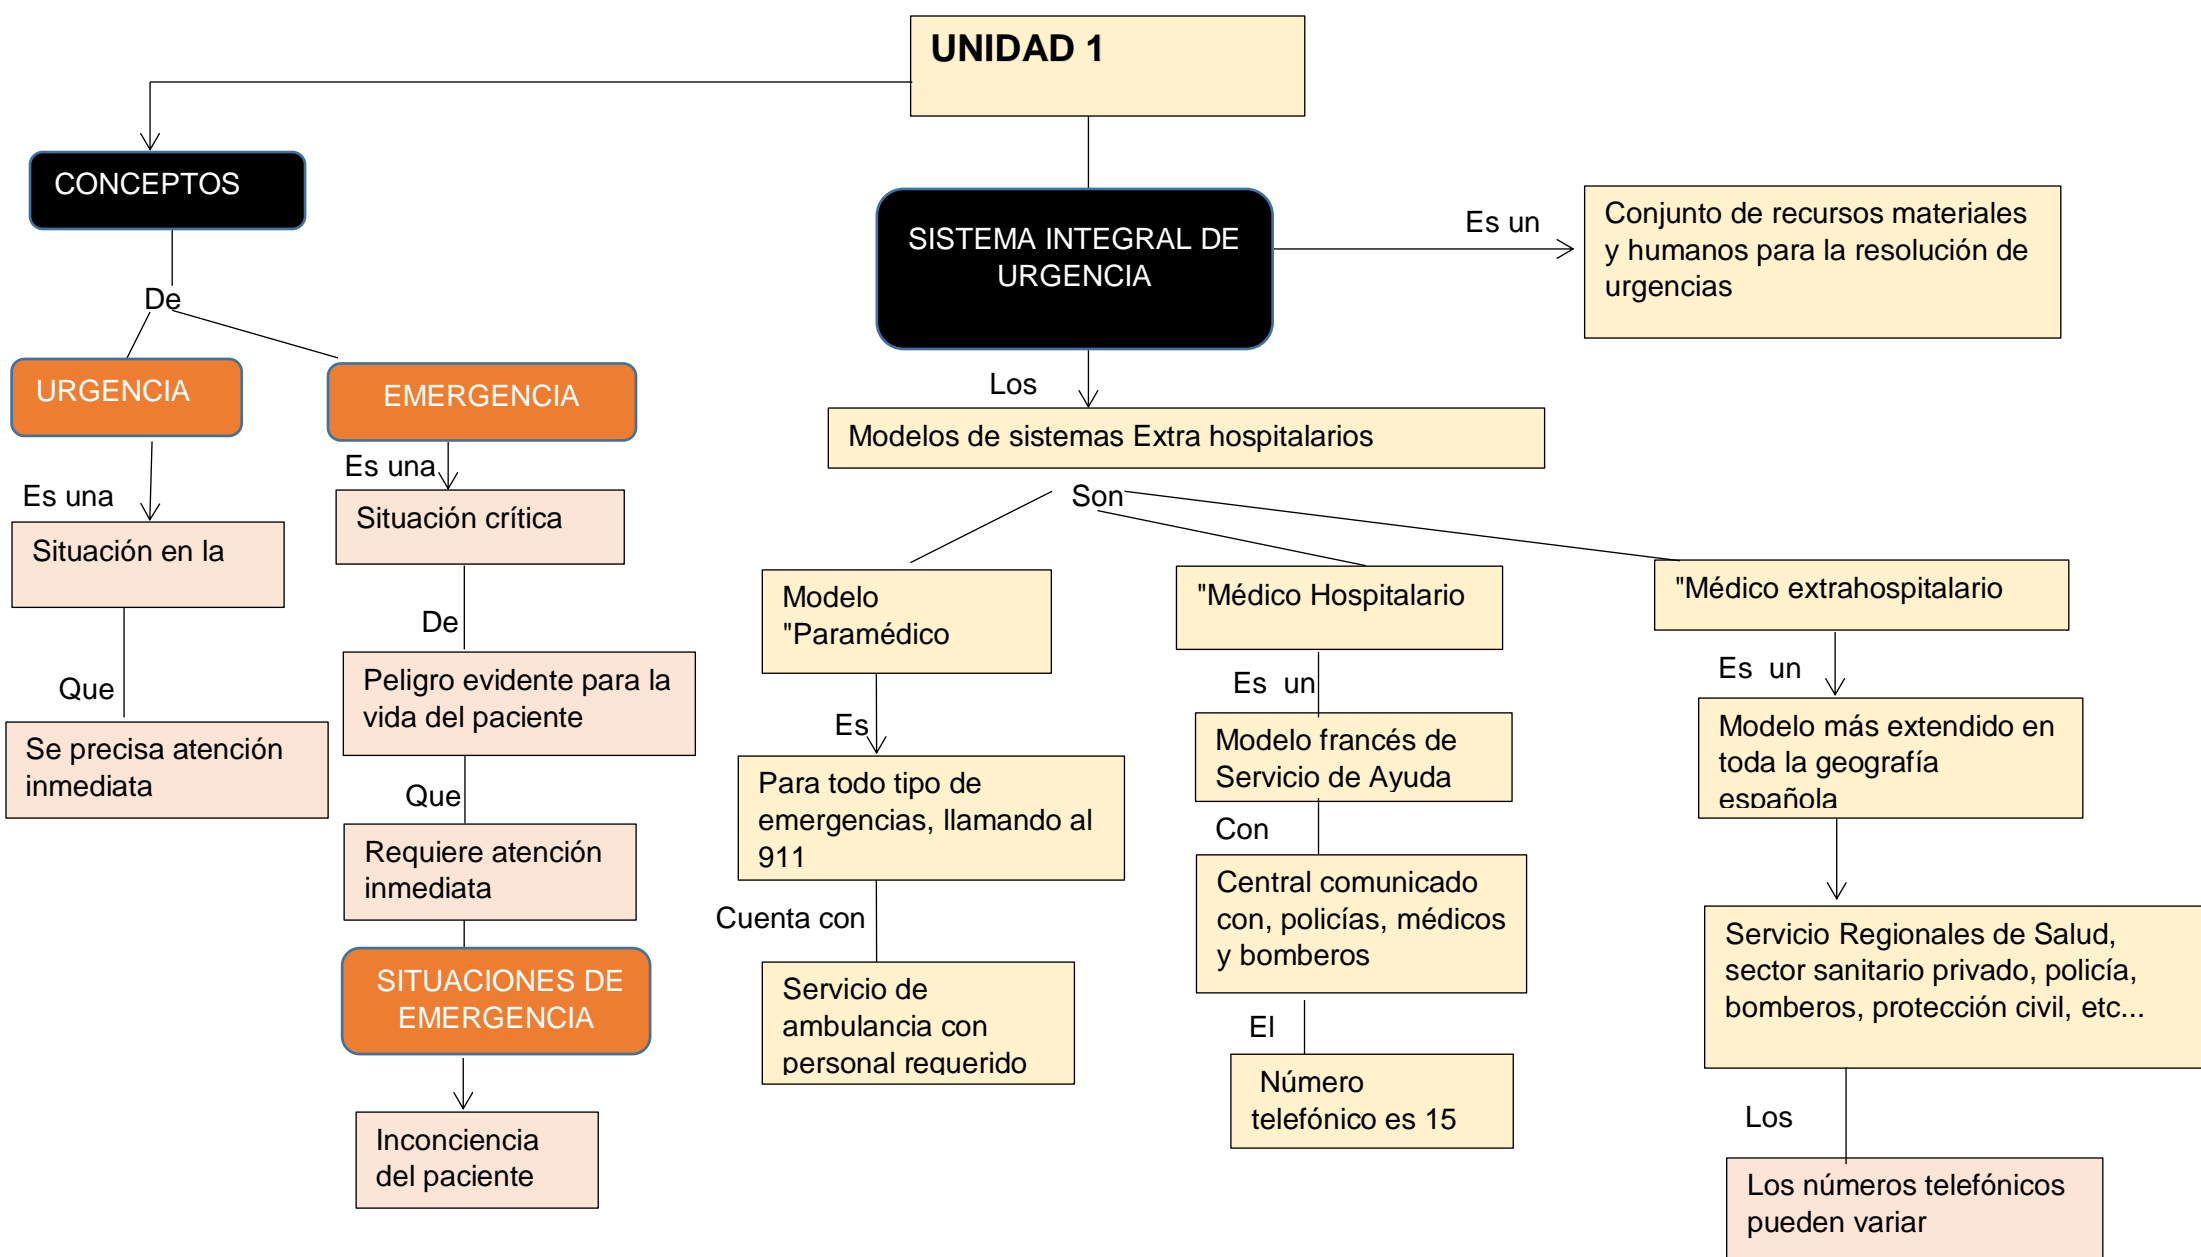 UNIDAD 1
CONCEPTOS
De
URGENCIA
Es una
Situación en la
Que
Se precisa atención
inmediata
EMERGENCIA
Es una
Situación crítica
De
Peligro evidente para la
vida del paciente
Que
Requiere atención
inmediata
SITUACIONES DE
EMERGENCIA
Inconciencia
del paciente
SISTEMA INTEGRAL DE
URGENCIA
Es un
Conjunto de recursos materiales
y humanos para la resolución de
urgencias
Los
Modelos de sistemas Extra hospitalarios
Son
Modelo
"Paramédico
Es
Para todo tipo de
emergencias, llamando al
911
Cuenta con
Servicio de
ambulancia con
personal requerido
"Médico Hospitalario
Es  un
Modelo francés de
Servicio de Ayuda
Con
Central comunicado
con, policías, médicos
y bomberos
El
Número
telefónico es 15
"Médico extrahospitalario
Es  un
Modelo más extendido en
toda la geografía
española
Servicio Regionales de Salud,
sector sanitario privado, policía,
bomberos, protección civil, etc...
Los
Los números telefónicos
pueden variar